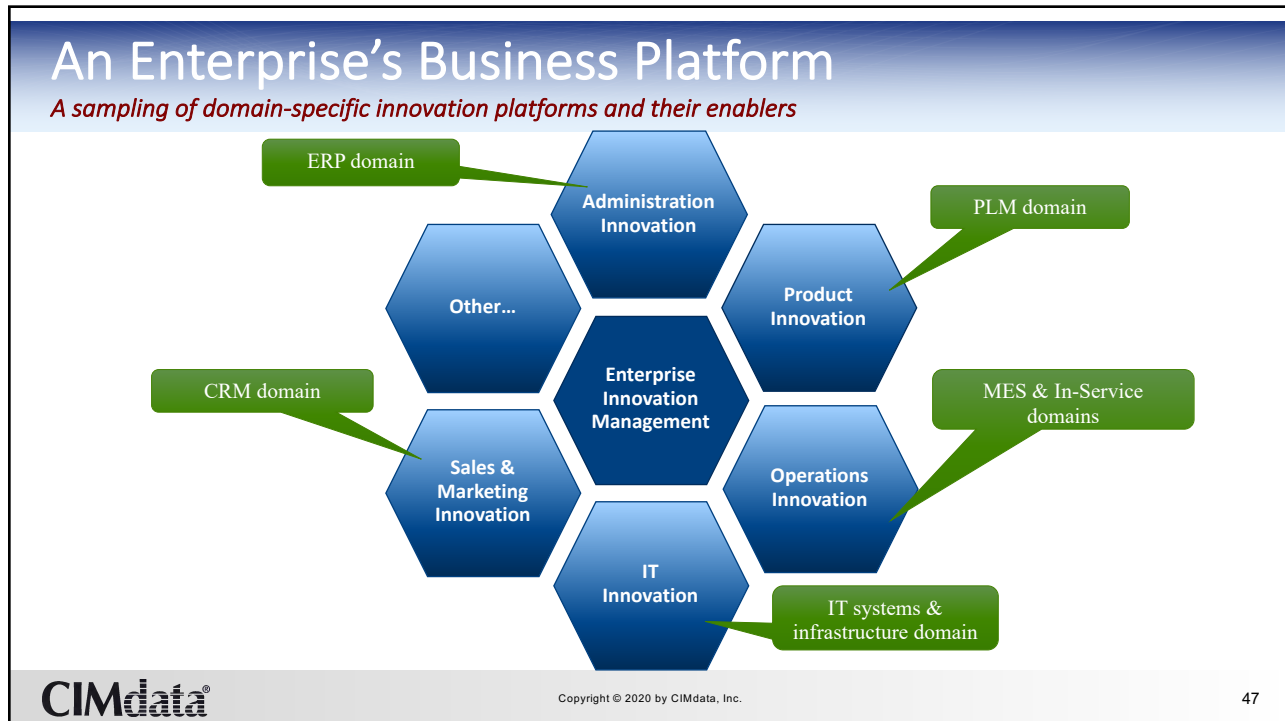 An Enterprise’s Business Platform
A sampling of domain-specific innovation platforms and their enablers
ERP domain
Administration
Innovation
PLM domain
Other…
Product
Innovation
Enterprise
Innovation
Management
CRM domain
MES & In-Service
domains
Sales &
Marketing
Innovation
Operations
Innovation
IT
Innovation
IT systems &
infrastructure domain
CIMdata®
Copyright © 2020 by CIMdata, Inc.
47